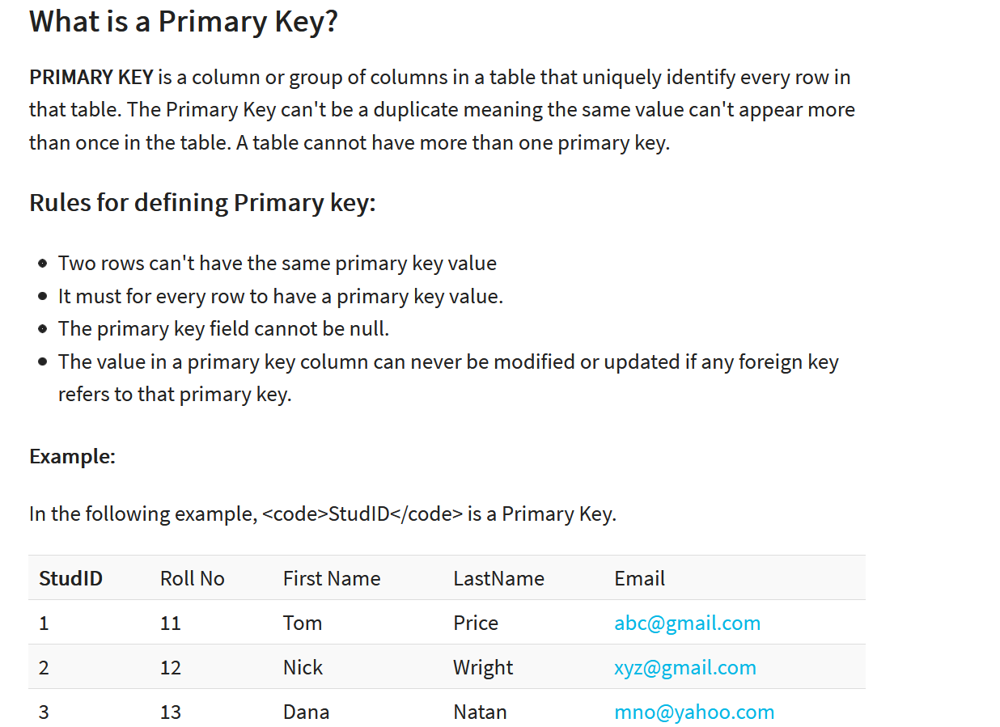 What is a Primary Key?
PRIMARY KEY is a column or group of columns in a table that uniquely identify every row in
that table. The Primary Key can't be a duplicate meaning the same value can't appear more
than once in the table. A table cannot have more than one primary key.
Rules for defining Primary key:
Two rows can't have the same primary key value
It must for every row to have a primary key value.
The primary key field cannot be null.
The value in a primary key column can never be modified or updated if any foreign key
refers to that primary key.
Example:
In the following example, <code>StudID</code> is a Primary Key.
StudID Roll No First Name LastName Email
1 11 Tom Price abc@gmail.com
2 12 Nick Wright xyz@gmail.com
3 13 Dana Natan mno@yahoo.com